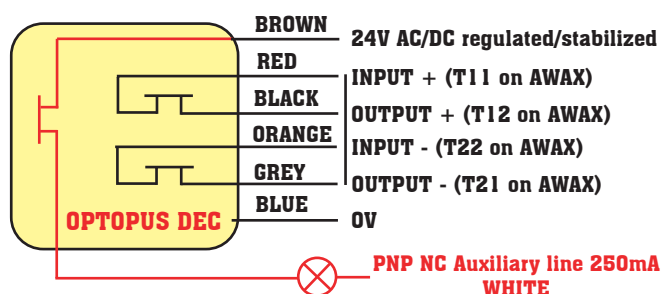 BROWN
24V AC/DC regulated/stabilized
RED
INPUT + (T11 on AWAX)
BLACK
OUTPUT + (T12 on AWAX)
ORANGE
INPUT - (T22 on AWAX)
GREY
OUTPUT - (T21 on AWAX)
BLUE
OPTOPUS DEC
0V
PNP NC Auxiliary line 250mA
WHITE